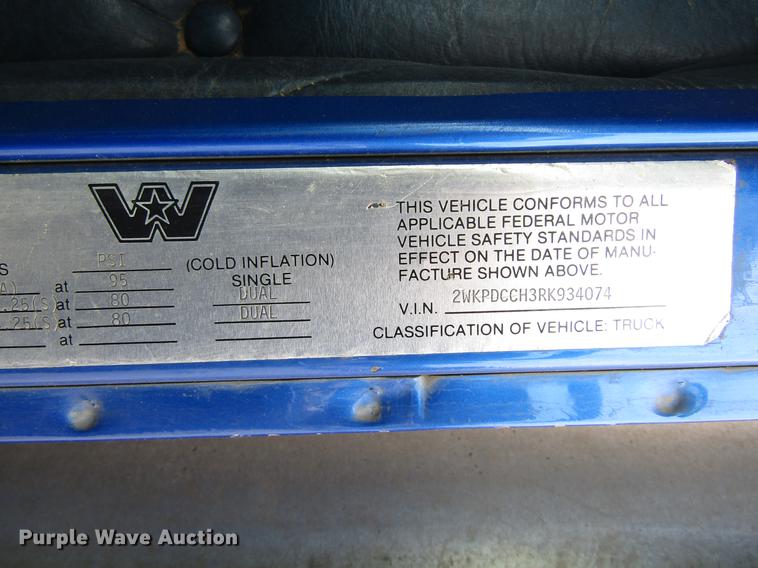 W
THIS VEHICLE CONFORMS TO ALL
APPLICABLE FEDERAL MOTOR
VEHICLE SAFETY STANDARDS IN
EFFECT ON THE DATE OF MANU-
FACTURE SHOWN ABOVE.
V.I.N. 2WKPDCCH3RK934074
CLASSIFICATION OF VEHICLE: TRUCK
S PSI (COLD INFLATION)
A) at 95 SINGLE
.25(S) at 80 DUAL
.25(S) at 80 DUAL
at
Purple Wave Auction